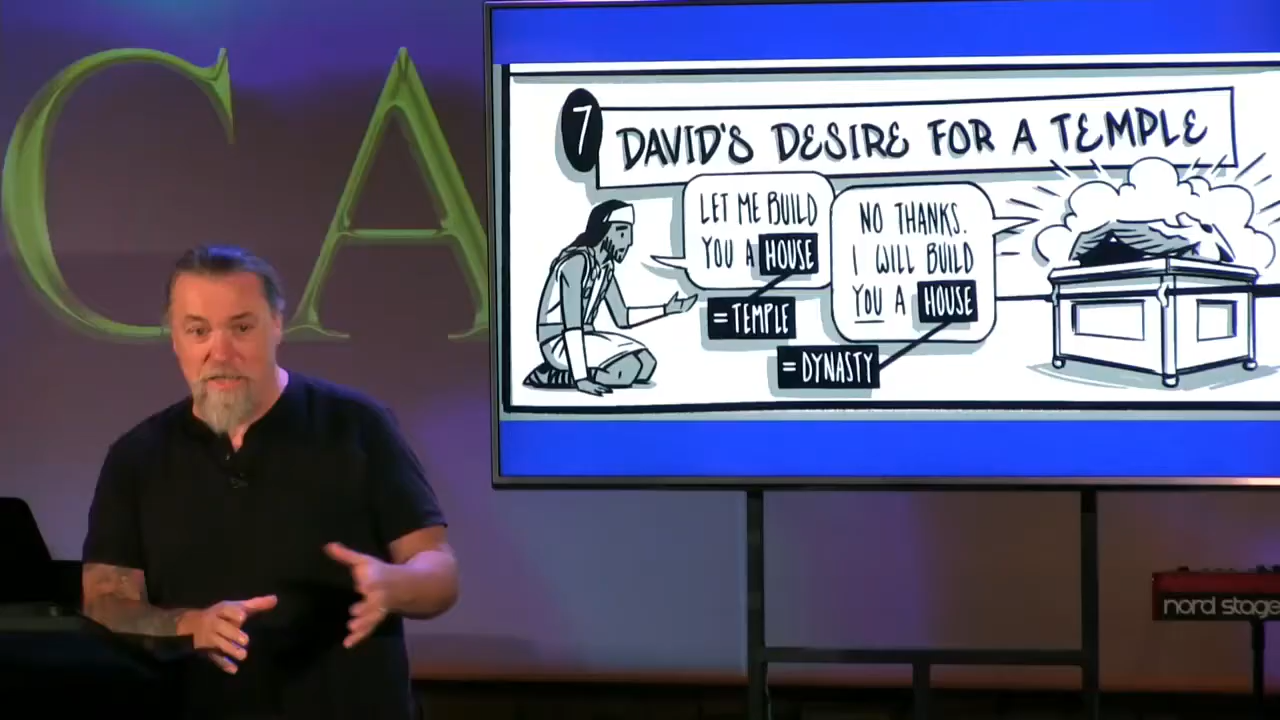 CA
7
DAVID'S DESIRE FOR A TEMPLE
LET ME BUILD
YOU A HOUSE
= TEMPLE
NO THANKS.
I WILL BUILD
YOU A HOUSE
= DYNASTY
nord stage